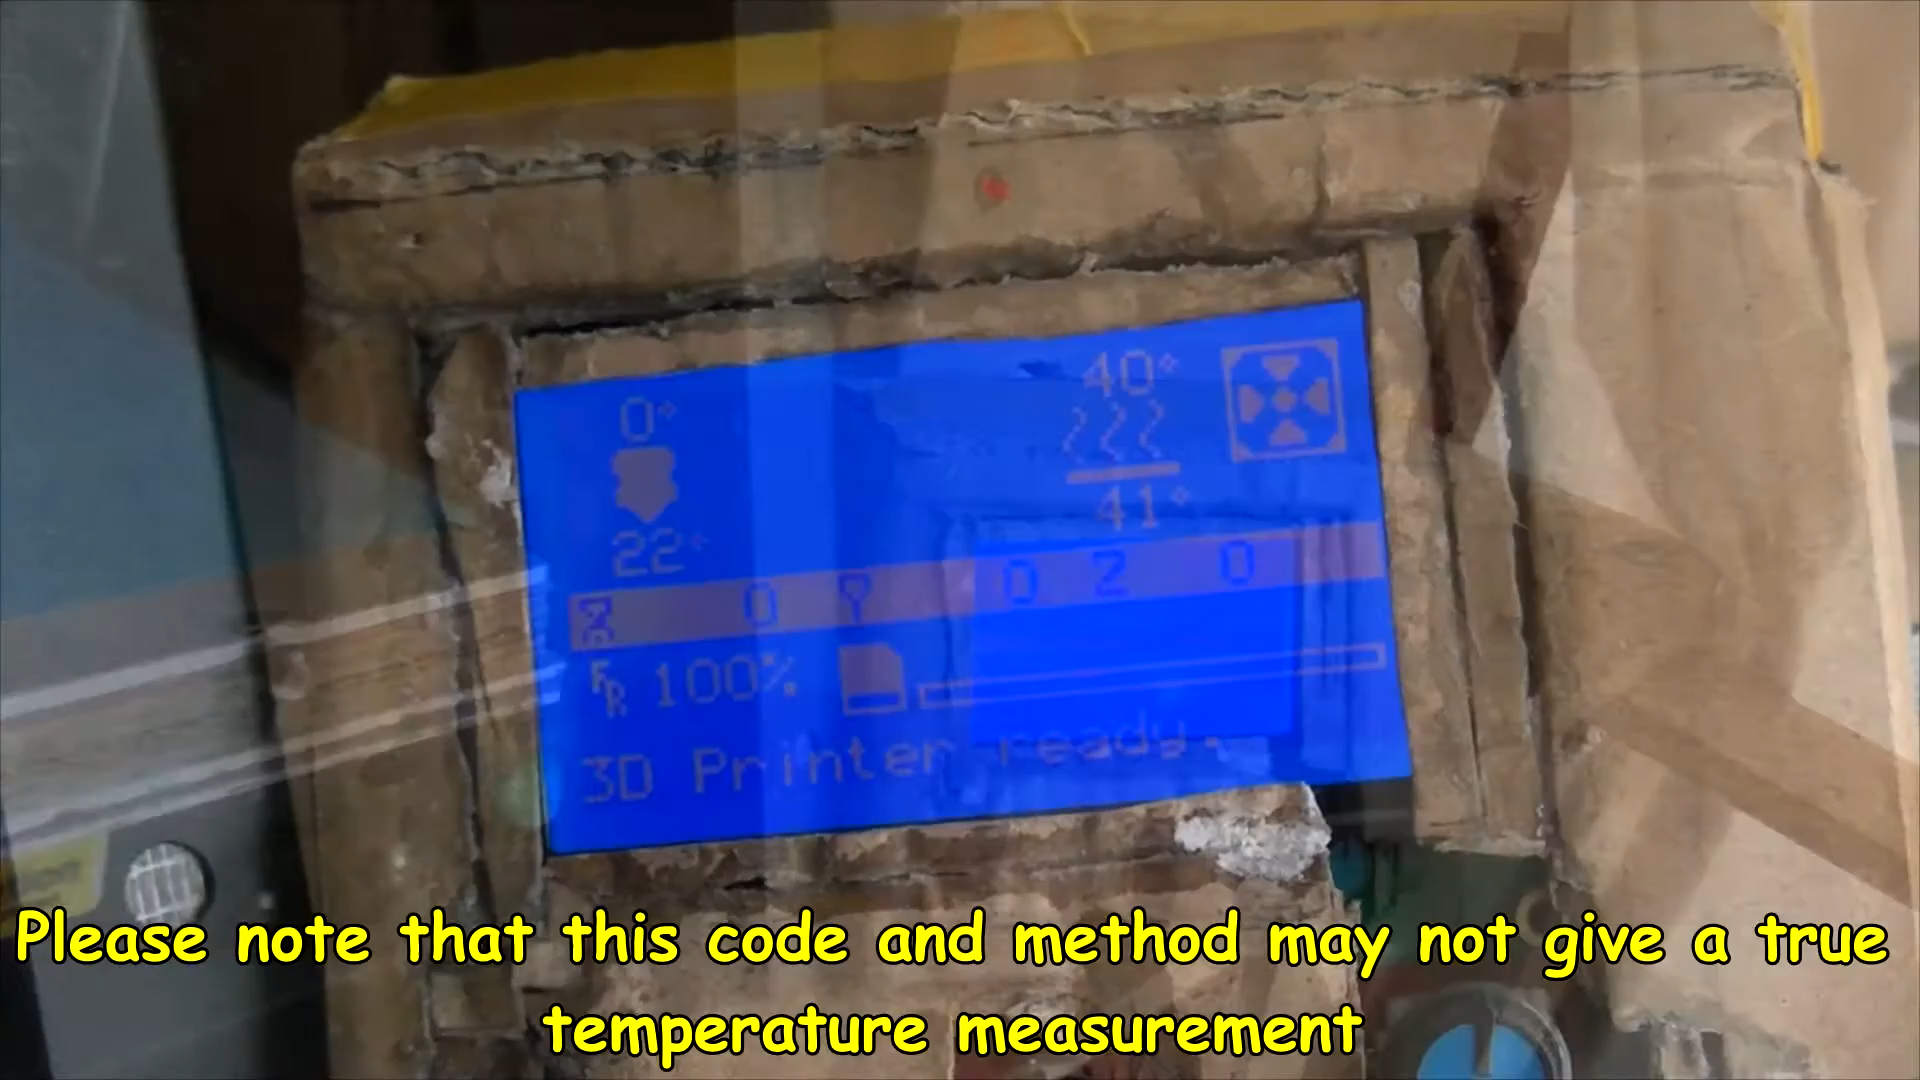 0° 40°
22° 41°
X 0 Y 0 Z 0
FR 100%
3D Printer ready.
Please note that this code and method may not give a true
temperature measurement